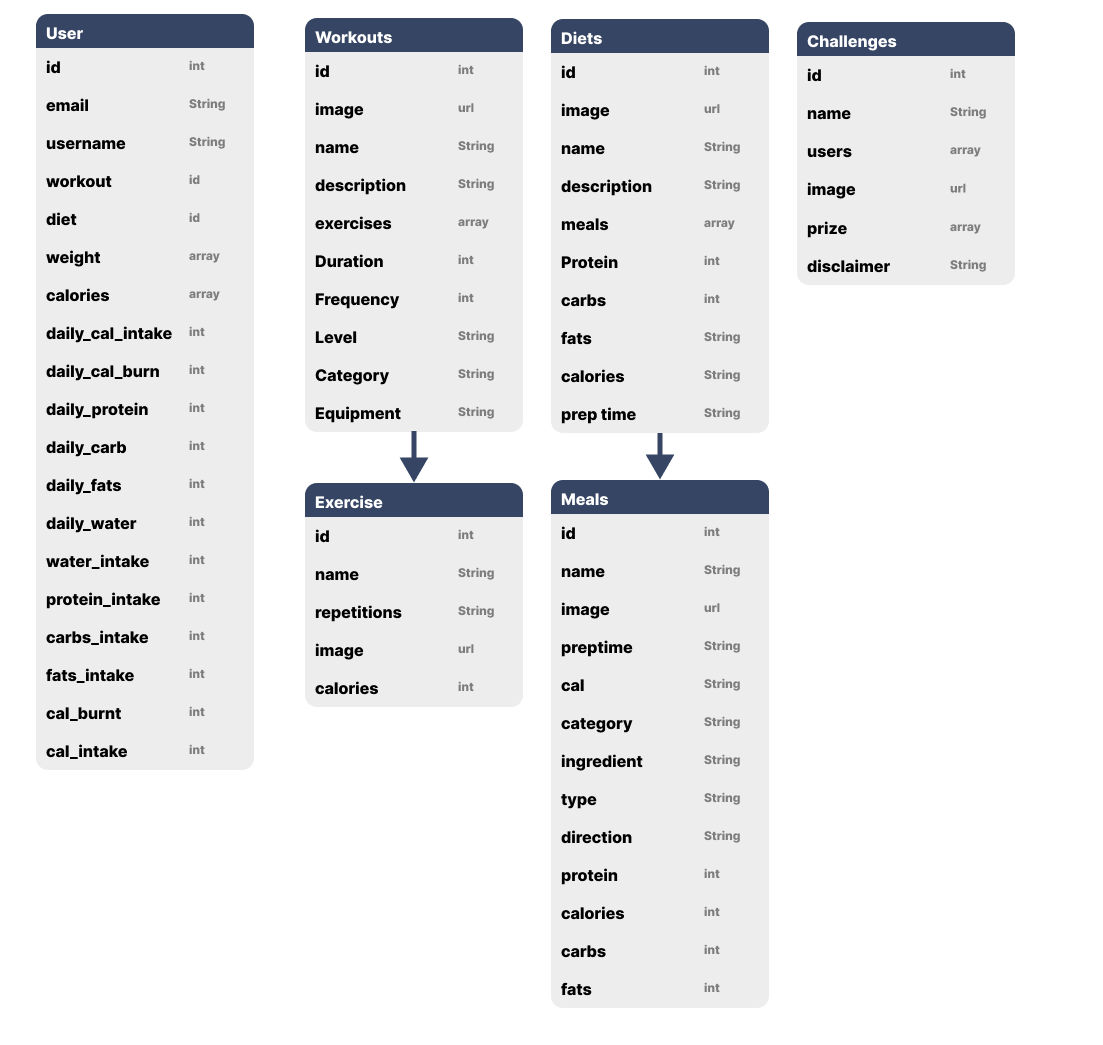 User
id int
email String
username String
workout id
diet id
weight array
calories array
daily_cal_intake int
daily_cal_burn int
daily_protein int
daily_carb int
daily_fats int
daily_water int
water_intake int
protein_intake int
carbs_intake int
fats_intake int
cal_burnt int
cal_intake int
Workouts
id int
image url
name String
description String
exercises array
Duration int
Frequency int
Level String
Category String
Equipment String
Exercise
id int
name String
repetitions String
image url
calories int
Diets
id int
image url
name String
description String
meals array
Protein int
carbs int
fats String
calories String
prep time String
Meals
id int
name String
image url
preptime String
cal String
category String
ingredient String
type String
direction String
protein int
calories int
carbs int
fats int
Challenges
id int
name String
users array
image url
prize array
disclaimer String